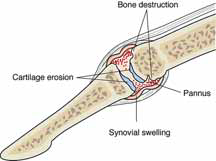 Bone destruction
Cartilage erosion
Pannus
Synovial swelling